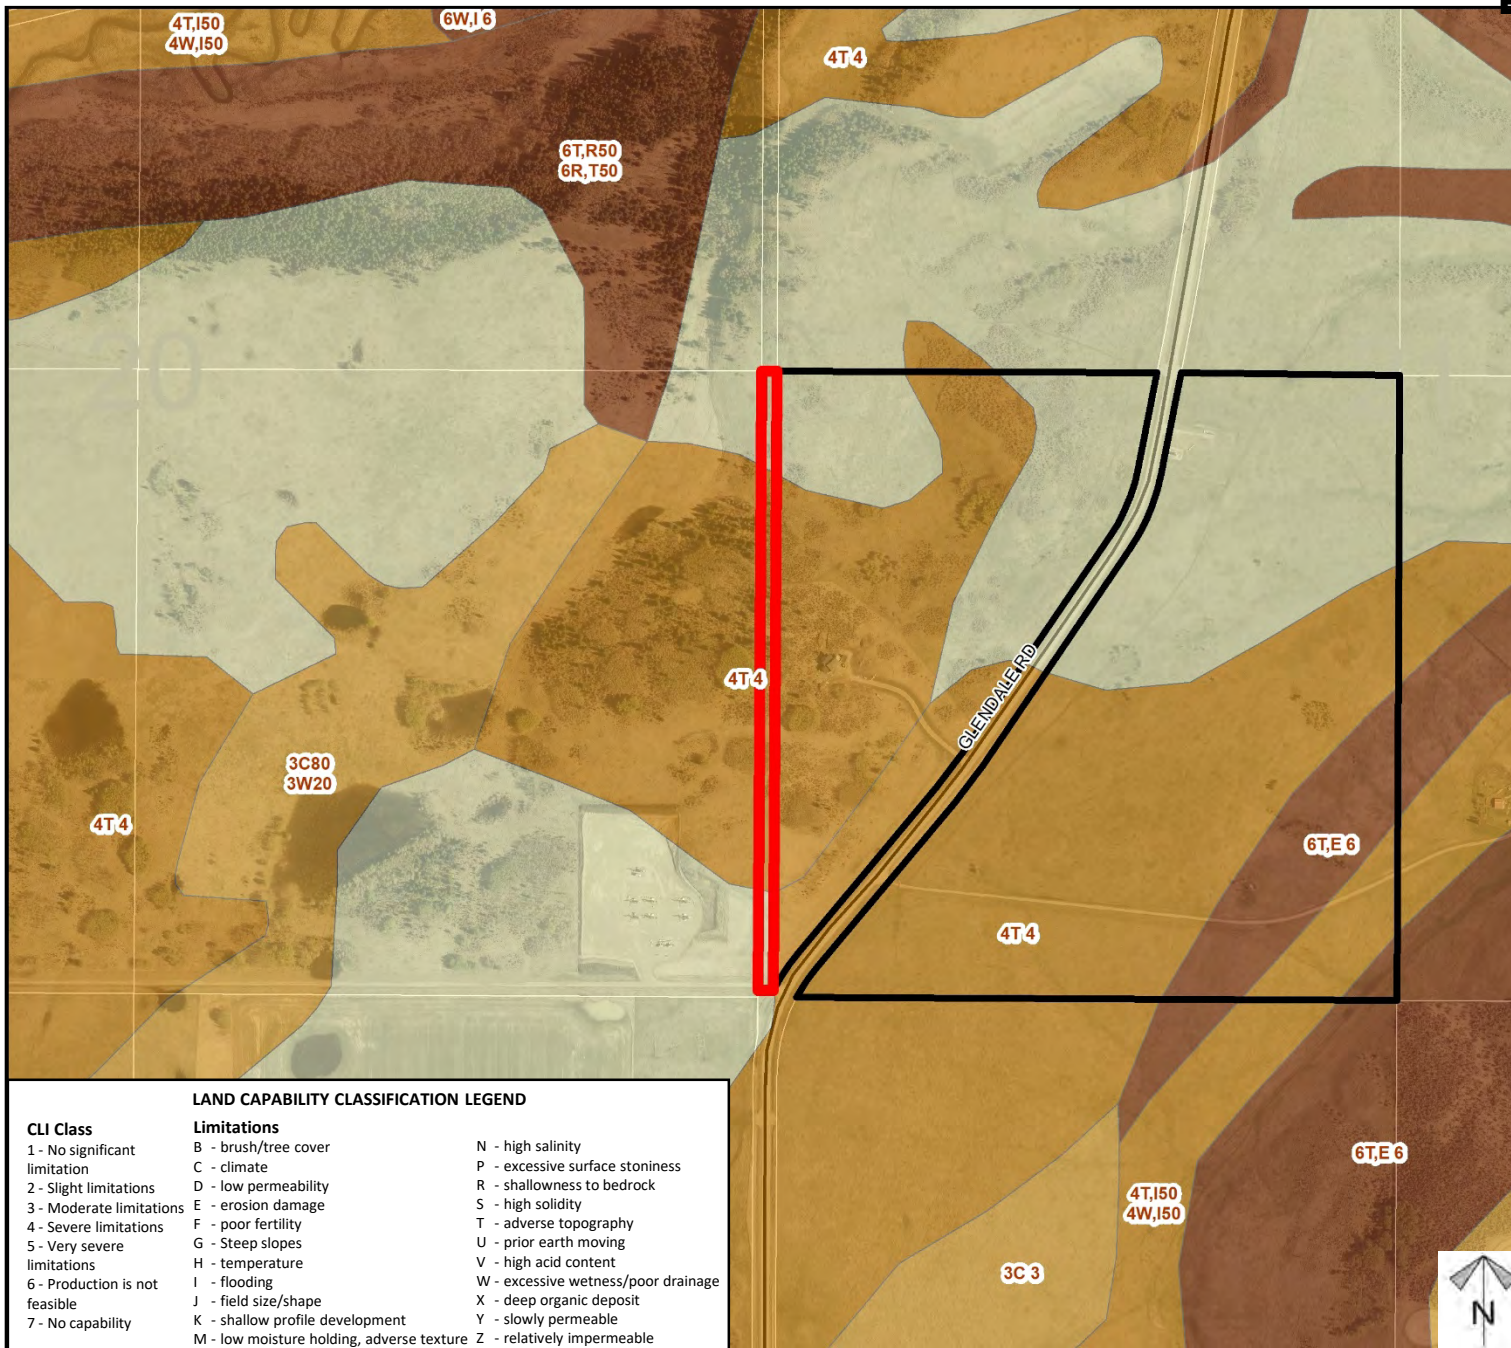 4T,I50
4W,I50
6W,I 6
4T 4
6T,R50
6R,T50
20
4T 4
GLENDALE RD
3C80
3W20
4T 4
6T,E 6
4T 4
6T,E 6
4T,I50
4W,I50
3C 3
N
LAND CAPABILITY CLASSIFICATION LEGEND
CLI Class
1 - No significant
limitation
2 - Slight limitations
3 - Moderate limitations
4 - Severe limitations
5 - Very severe
limitations
6 - Production is not
feasible
7 - No capability
Limitations
B - brush/tree cover
C - climate
D - low permeability
E - erosion damage
F - poor fertility
G - Steep slopes
H - temperature
I - flooding
J - field size/shape
K - shallow profile development
M - low moisture holding, adverse texture
N - high salinity
P - excessive surface stoniness
R - shallowness to bedrock
S - high solidity
T - adverse topography
U - prior earth moving
V - high acid content
W - excessive wetness/poor drainage
X - deep organic deposit
Y - slowly permeable
Z - relatively impermeable